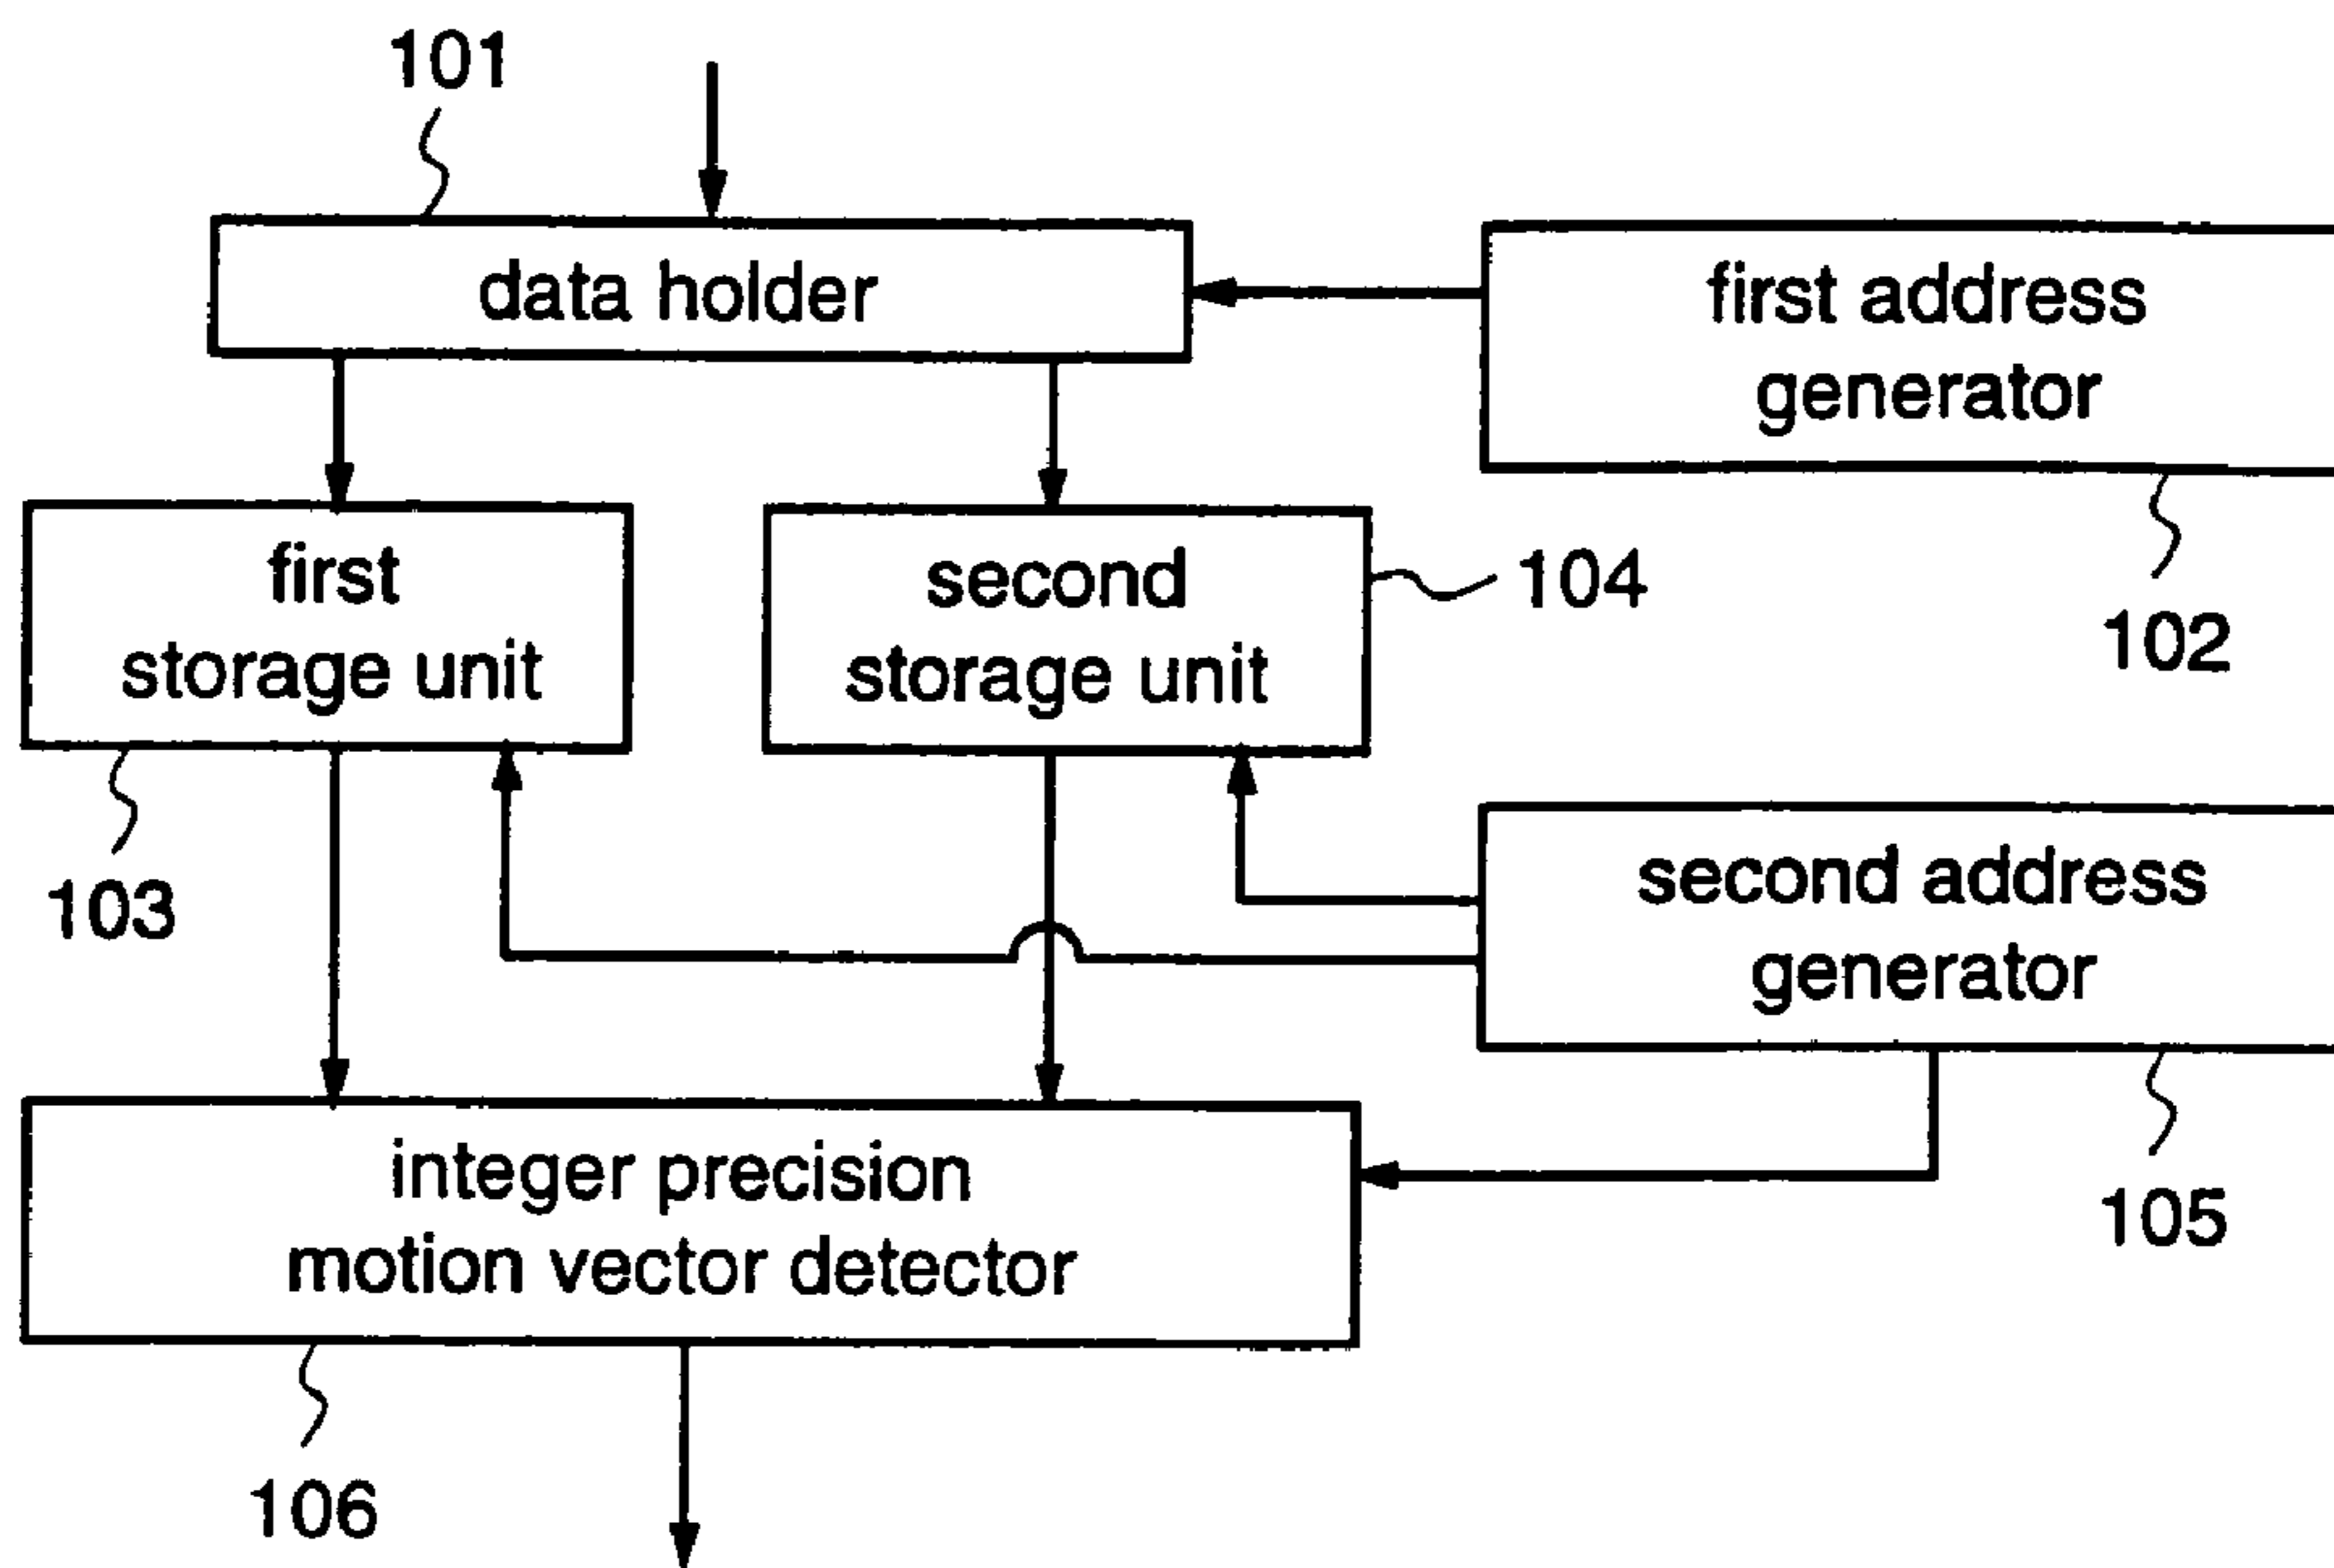 101
data holder
first address
generator
first
storage unit
second
storage unit
104
102
103
second address
generator
integer precision
motion vector detector
105
106